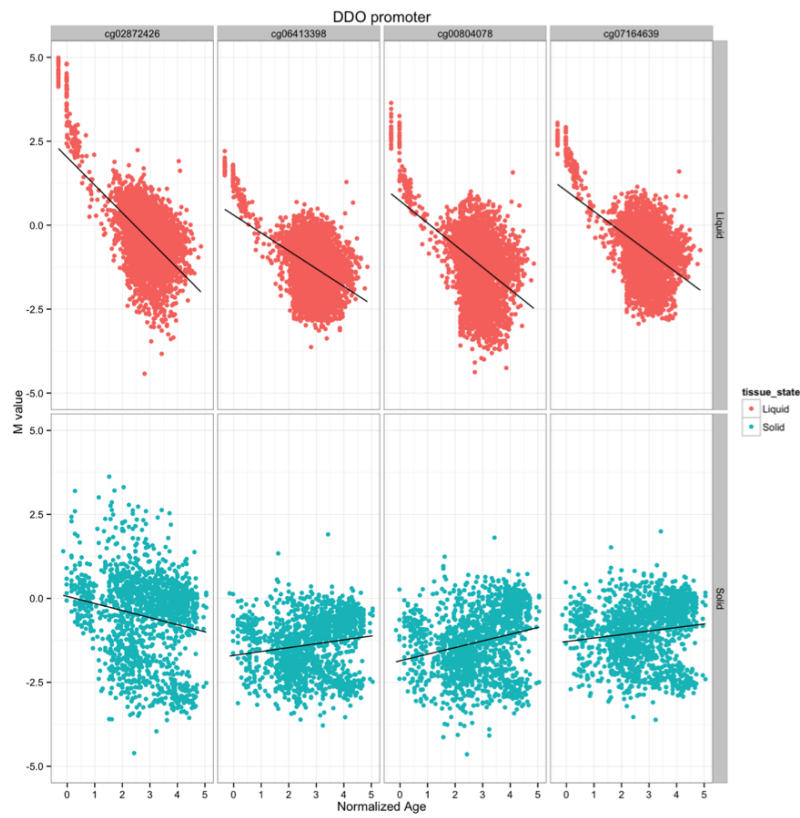 DDO promoter
cg02872426 cg06413398 cg00804078 cg07164639
5.0
2.5
0.0
-2.5
-5.0
Liquid
M value
5.0
2.5
0.0
-2.5
-5.0
Solid
tissue_state
Liquid
Solid
0 1 2 3 4 5 0 1 2 3 4 5 0 1 2 3 4 5 0 1 2 3 4 5
Normalized Age